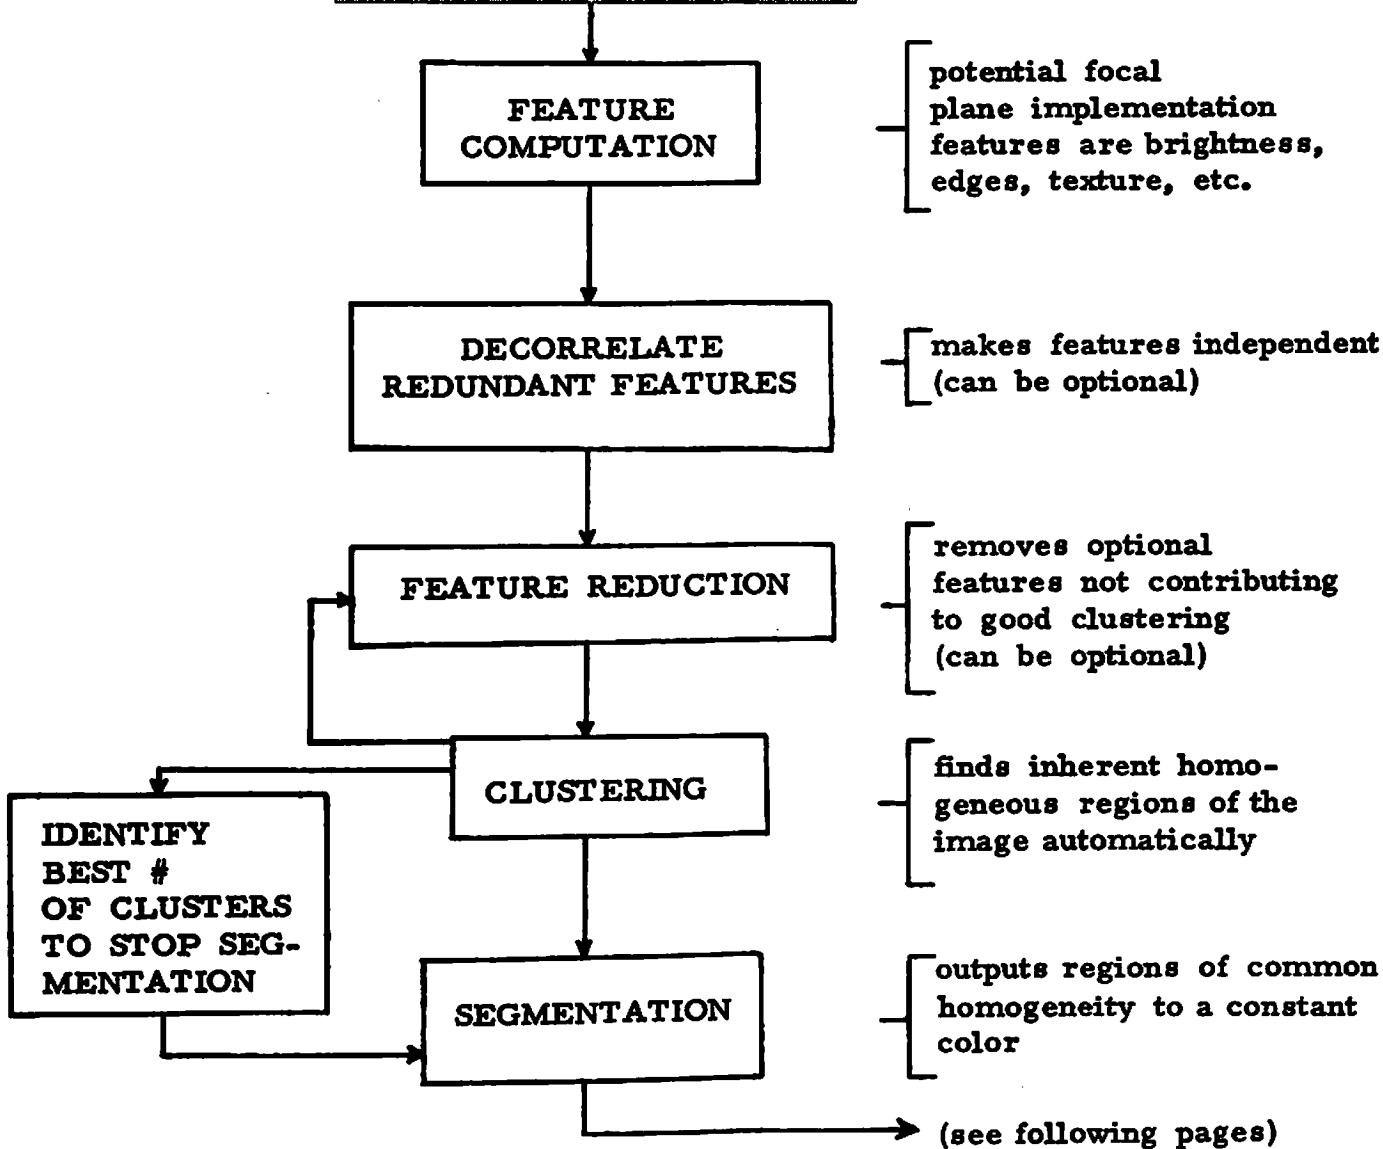 FEATURE
COMPUTATION
potential focal
plane implementation
features are brightness,
edges, texture, etc.
DECORRELATE
REDUNDANT FEATURES
makes features independent
(can be optional)
FEATURE REDUCTION
removes optional
features not contributing
to good clustering
(can be optional)
CLUSTERING
finds inherent homo-
geneous regions of the
image automatically
IDENTIFY
BEST #
OF CLUSTERS
TO STOP SEG-
MENTATION
SEGMENTATION
outputs regions of common
homogeneity to a constant
color
(see following pages)